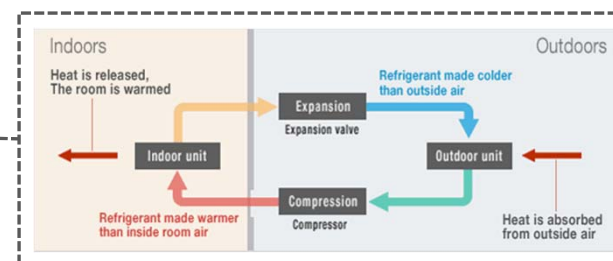 Indoors
Outdoors
Heat is released,
The room is warmed
Refrigerant made colder
than outside air
Expansion
Expansion valve
Indoor unit
Outdoor unit
Compression
Compressor
Refrigerant made warmer
than inside room air
Heat is absorbed
from outside air